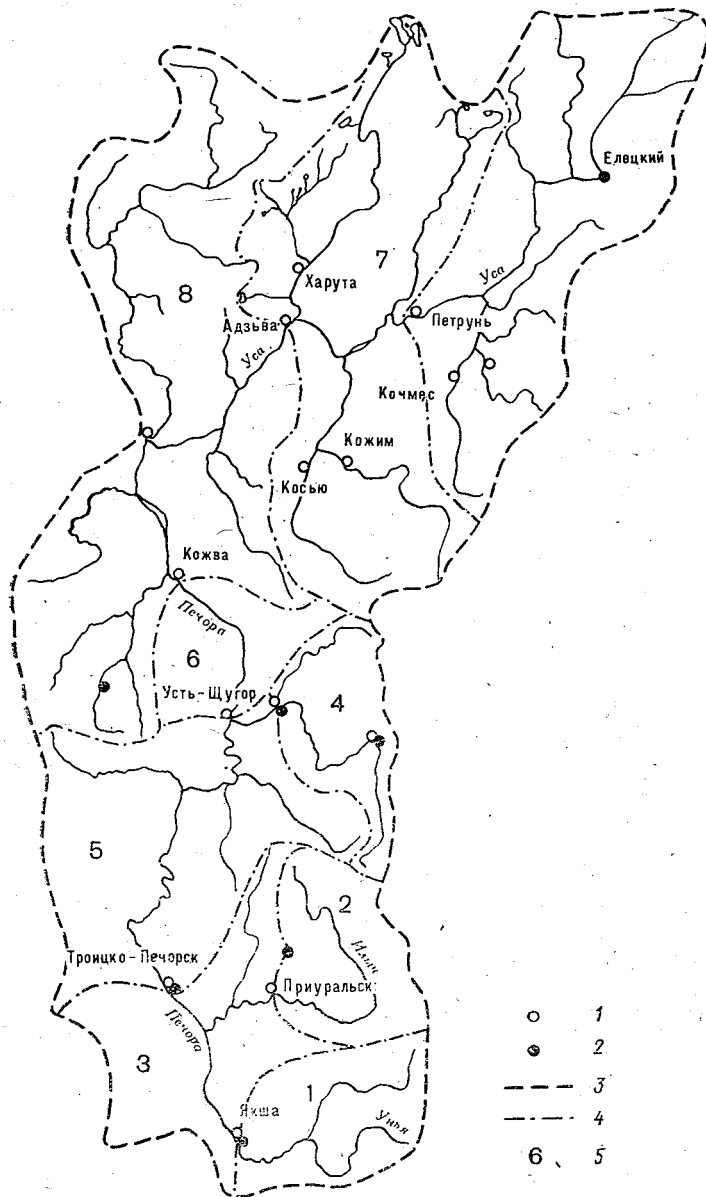 Елецкий
7
Уса
Харута
8
Петрунь
Адзьва
Уса
Кочмес
Кожим
Косью
Кожва
Печора
6
Усть-Щугор
4
5
2
Троицко-Печорск
Илыч
Приуральск
Печора
1
2
3
3
1
4
Якша
Унья
6 5